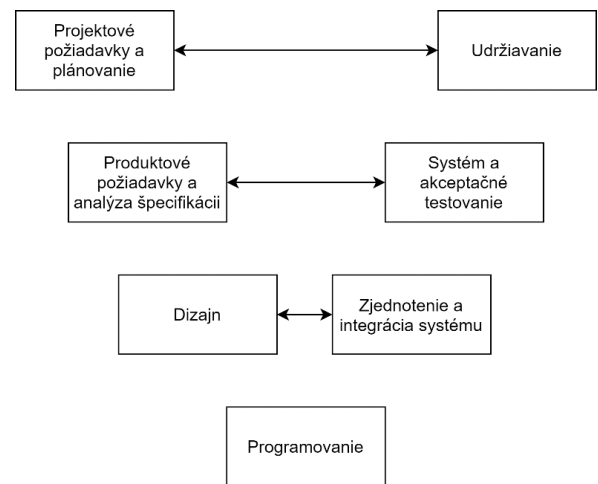 Projektové
požiadavky a
plánovanie
Udržiavanie
Produktové
požiadavky a
analýza špecifikácii
Systém a
akceptačné
testovanie
Dizajn
Zjednotenie a
integrácia systému
Programovanie